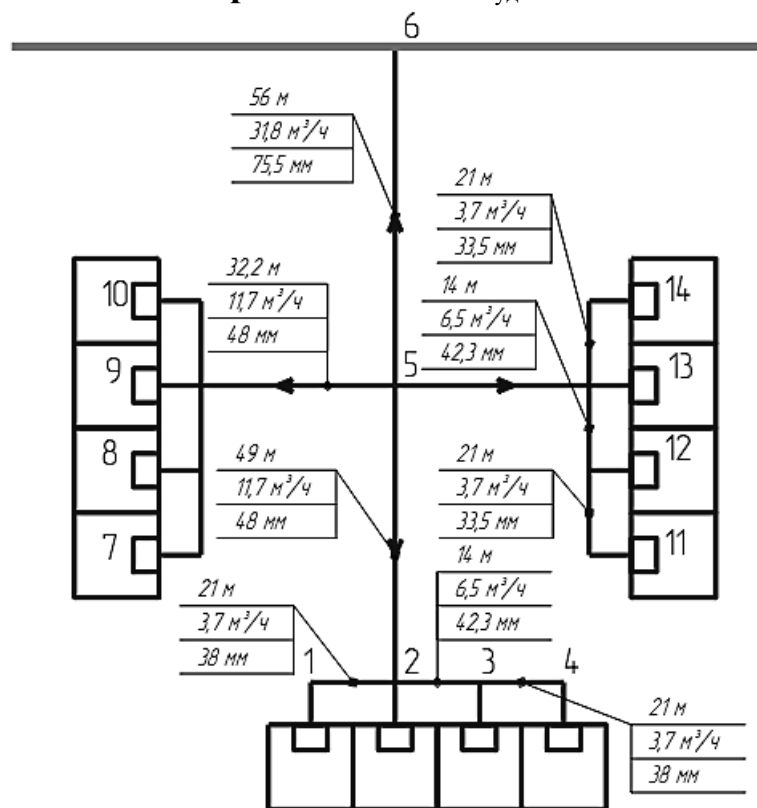 6
56 м
31,8 м³/ч
75,5 мм
21 м
3,7 м³/ч
33,5 мм
32,2 м
11,7 м³/ч
48 мм
14 м
6,5 м³/ч
42,3 мм
10
14
9
5
13
8
12
49 м
11,7 м³/ч
48 мм
21 м
3,7 м³/ч
33,5 мм
7
11
14 м
6,5 м³/ч
42,3 мм
21 м
3,7 м³/ч
38 мм
1
2
3
4
21 м
3,7 м³/ч
38 мм